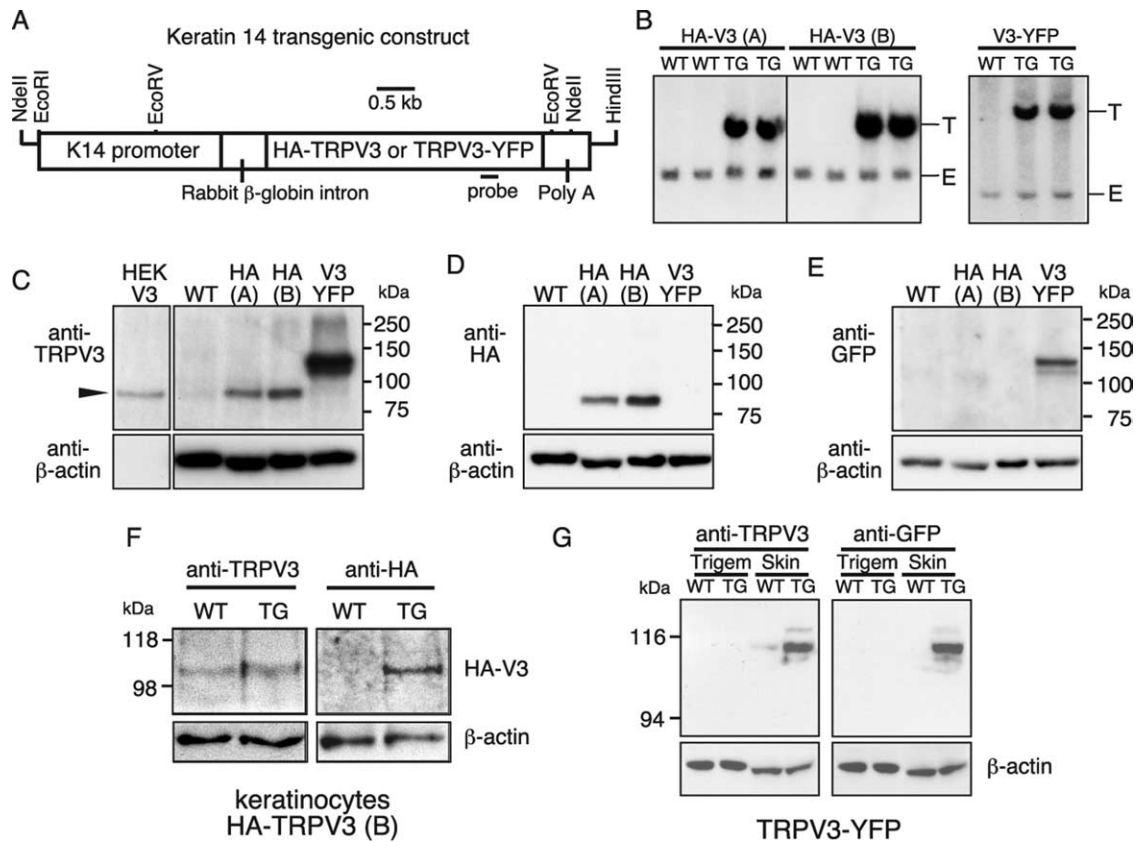 A
Keratin 14 transgenic construct
NdeII
EcoRI
EcoRV
0.5 kb
EcoRV
NdeII
HindIII
K14 promoter
HA-TRPV3 or TRPV3-YFP
Rabbit β-globin intron
probe
Poly A
B
HA-V3 (A) HA-V3 (B) V3-YFP
WT WT TG TG WT WT TG TG WT TG TG
T
E
T
E
C
HEK V3
WT
HA (A)
HA (B)
V3 YFP
kDa
anti-TRPV3
250
150
100
75
anti-β-actin
D
WT
HA (A)
HA (B)
V3 YFP
kDa
anti-HA
250
150
100
75
anti-β-actin
E
WT
HA (A)
HA (B)
V3 YFP
kDa
anti-GFP
250
150
100
75
anti-β-actin
F
anti-TRPV3 anti-HA
kDa
WT TG WT TG
118
98
HA-V3
β-actin
keratinocytes
HA-TRPV3 (B)
G
anti-TRPV3 anti-GFP
Trigem Skin Trigem Skin
WT TG WT TG WT TG WT TG
116
94
β-actin
TRPV3-YFP